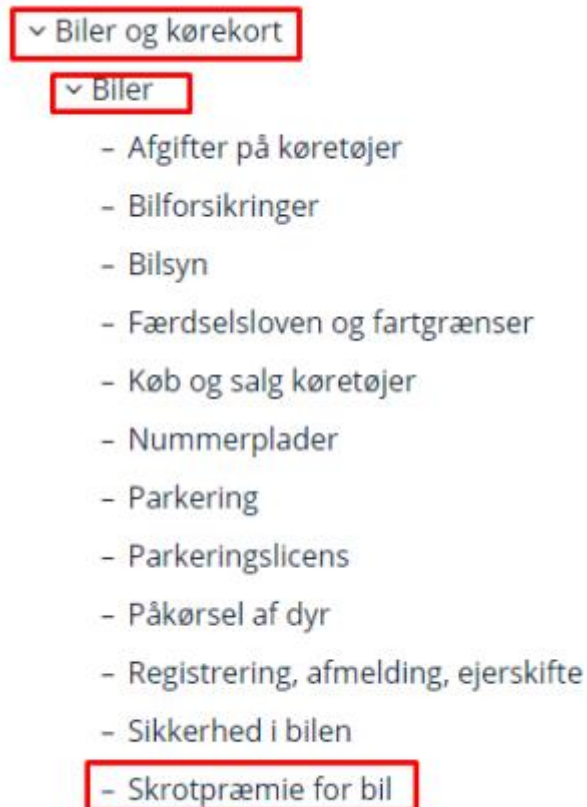 Biler og kørekort
Biler
– Afgifter på køretøjer
– Bilforsikringer
– Bilsyn
– Færdselsloven og fartgrænser
– Køb og salg køretøjer
– Nummerplader
– Parkering
– Parkeringslicens
– Påkørsel af dyr
– Registrering, afmelding, ejerskifte
– Sikkerhed i bilen
– Skrotpræmie for bil